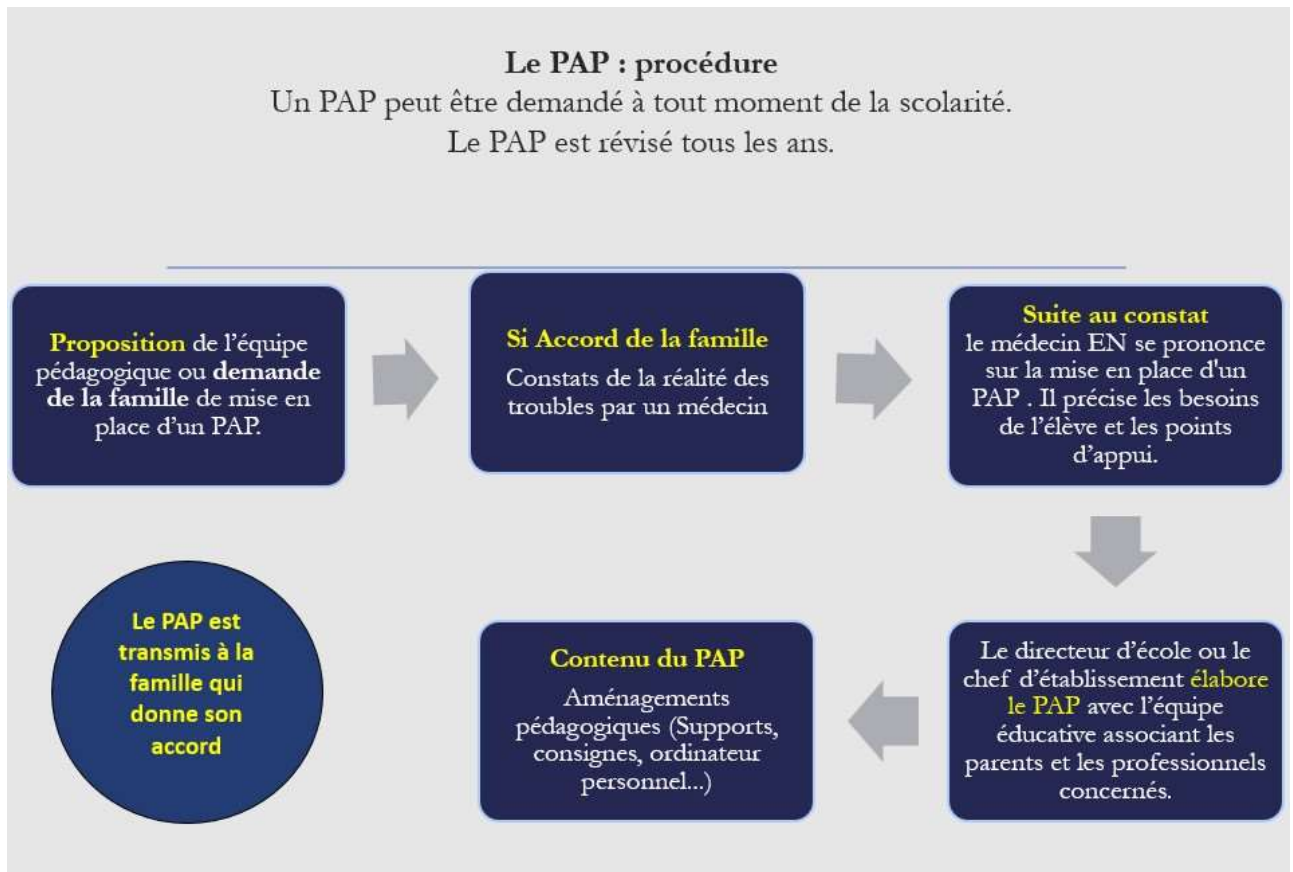 Le PAP : procédure
Un PAP peut être demandé à tout moment de la scolarité.
Le PAP est révisé tous les ans.
Proposition de l'équipe
pédagogique ou demande
de la famille de mise en
place d'un PAP.
Si Accord de la famille
Constats de la réalité des
troubles par un médecin
Suite au constat
le médecin EN se prononce
sur la mise en place d'un
PAP . Il précise les besoins
de l'élève et les points
d'appui.
Le directeur d'école ou le
chef d'établissement élabore
le PAP avec l'équipe
éducative associant les
parents et les professionnels
concernés.
Contenu du PAP
Aménagements
pédagogiques (Supports,
consignes, ordinateur
personnel...)
Le PAP est
transmis à la
famille qui
donne son
accord